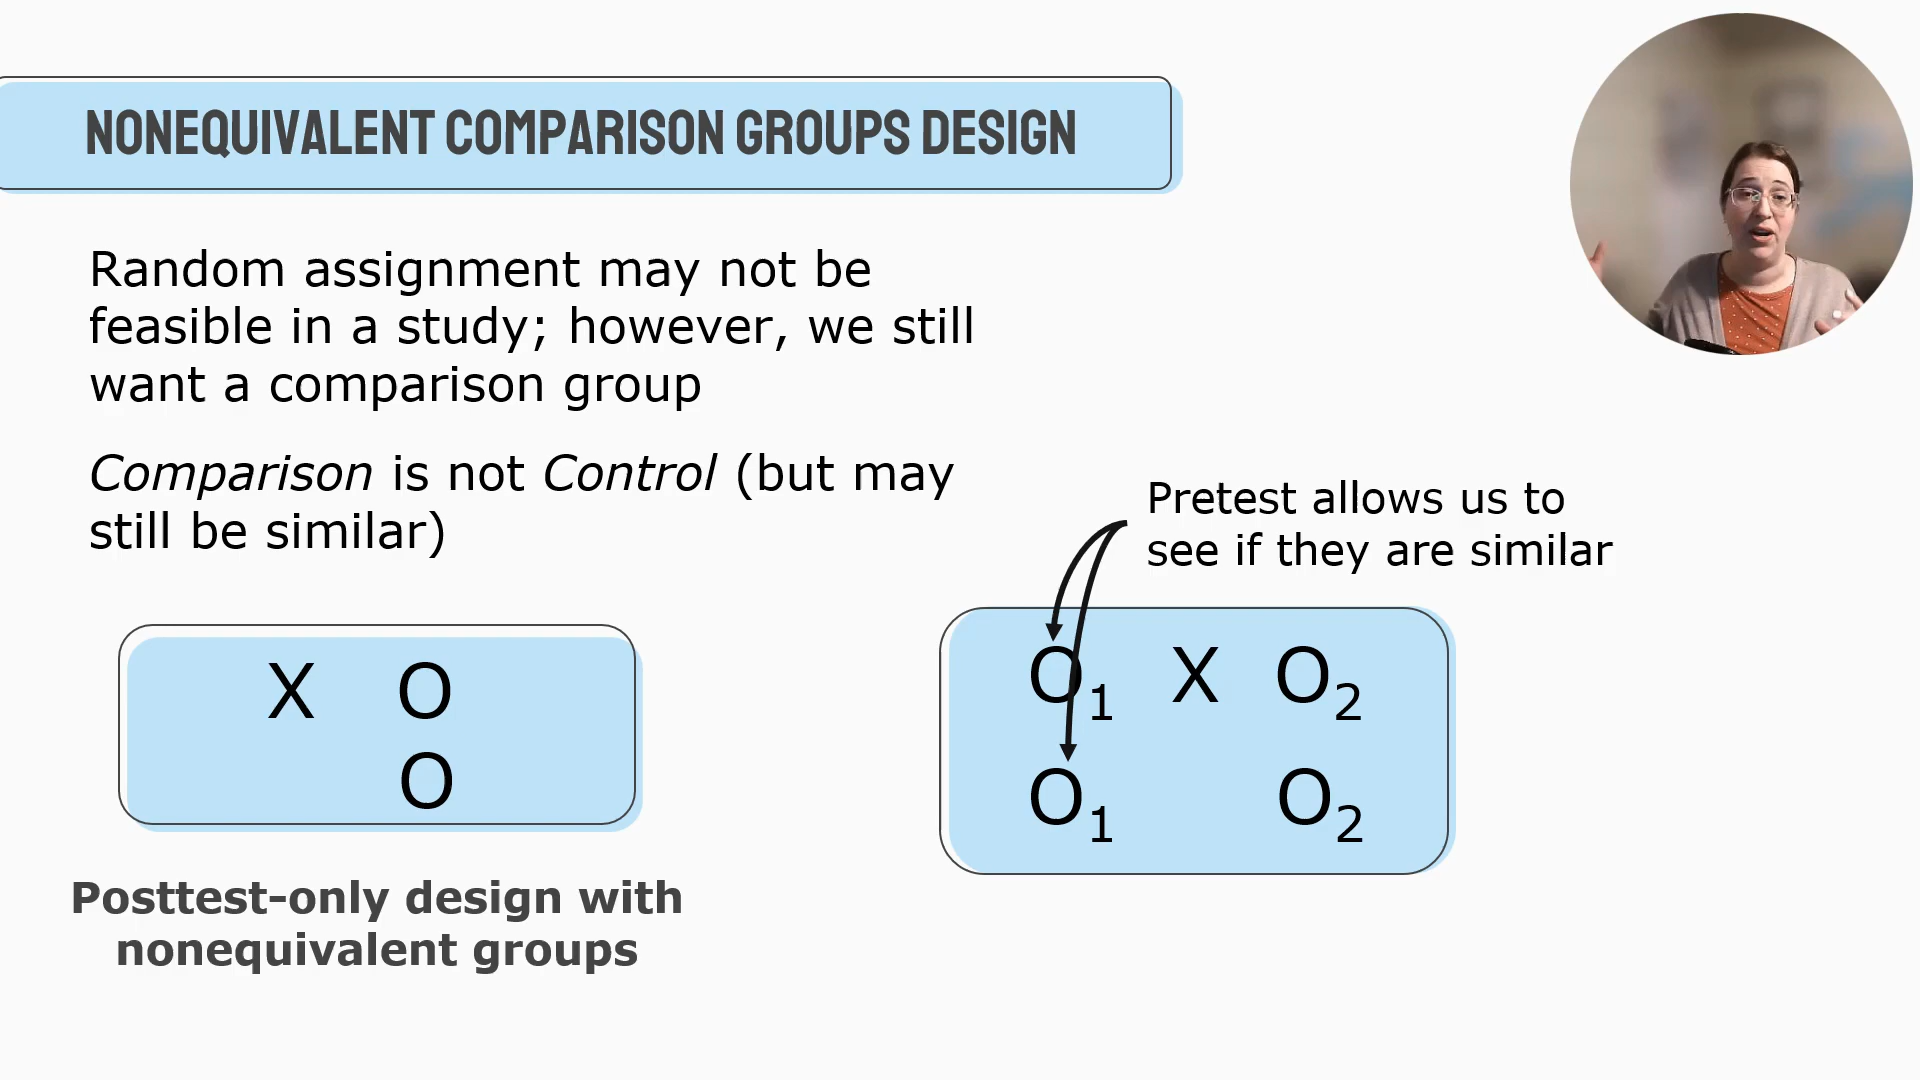 NONEQUIVALENT COMPARISON GROUPS DESIGN
Random assignment may not be
feasible in a study; however, we still
want a comparison group
Comparison is not Control (but may
still be similar)
Pretest allows us to
see if they are similar
X O
O
O₁ X O₂
O₁ O₂
Posttest-only design with
nonequivalent groups